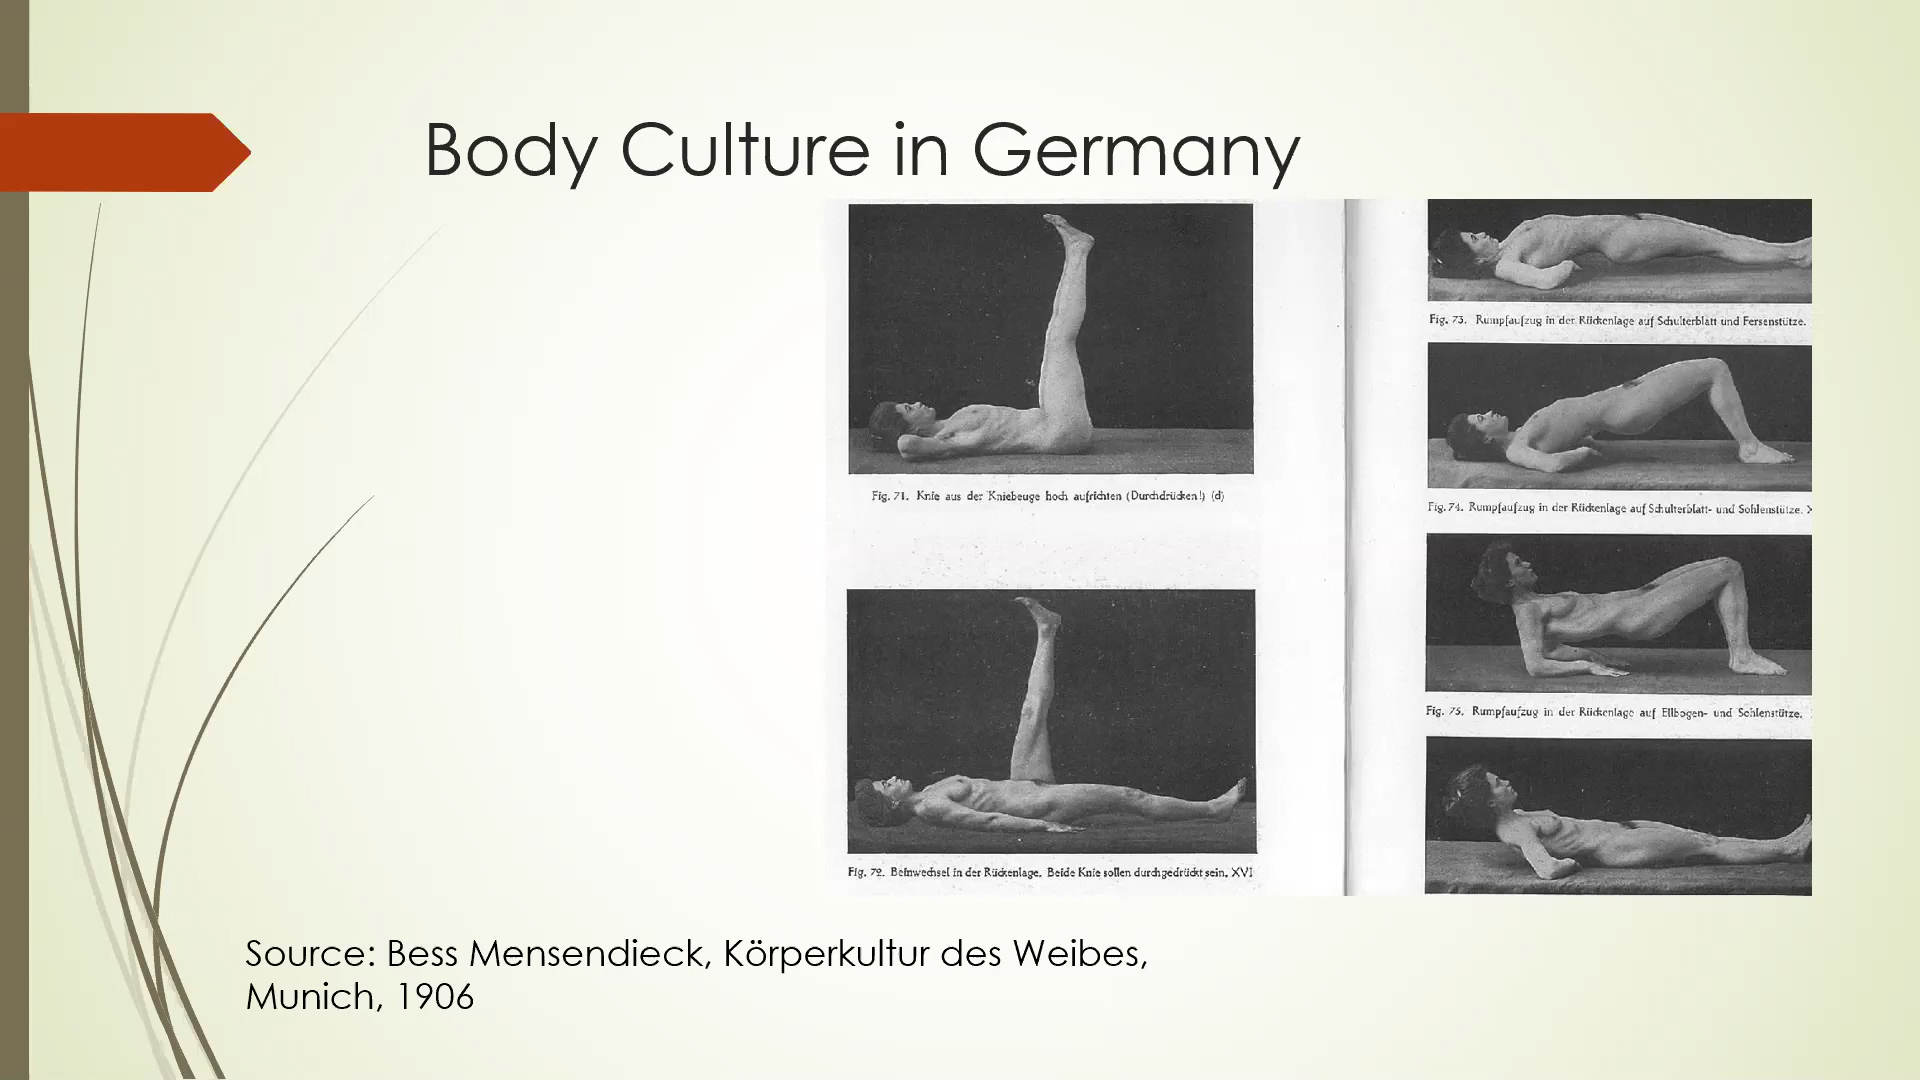 Body Culture in Germany
Fig. 71. Knie aus der Kniebeuge hoch aufrichten (Durchdrücken!) (d)
Fig. 72. Beinwechsel in der Rückenlage. Beide Knie sollen durchgedrückt sein. XVI
Fig. 73. Rumpfaufzug in der Rückenlage auf Schulterblatt und Fersenstütze.
Fig. 74. Rumpfaufzug in der Rückenlage auf Schulterblatt- und Sohlenstütze. X
Fig. 75. Rumpfaufzug in der Rückenlage auf Ellbogen- und Sohlenstütze.
Source: Bess Mensendieck, Körperkultur des Weibes,
Munich, 1906